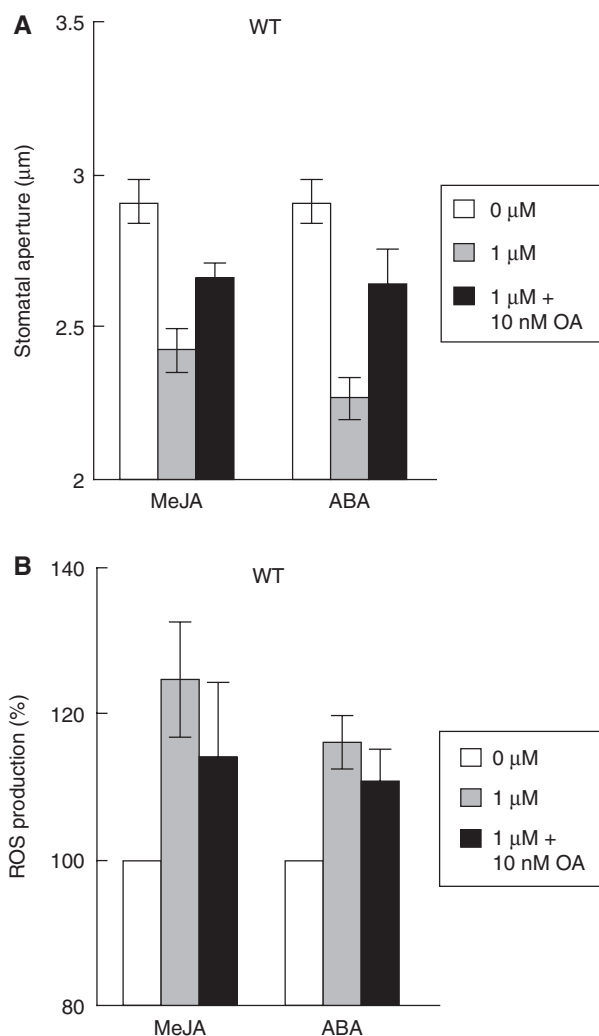 A
WT
3.5
3
2.5
2
Stomatal aperture (μm)
MeJA
ABA
0 μM
1 μM
1 μM +
10 nM OA
B
WT
140
120
100
80
ROS production (%)
MeJA
ABA
0 μM
1 μM
1 μM +
10 nM OA